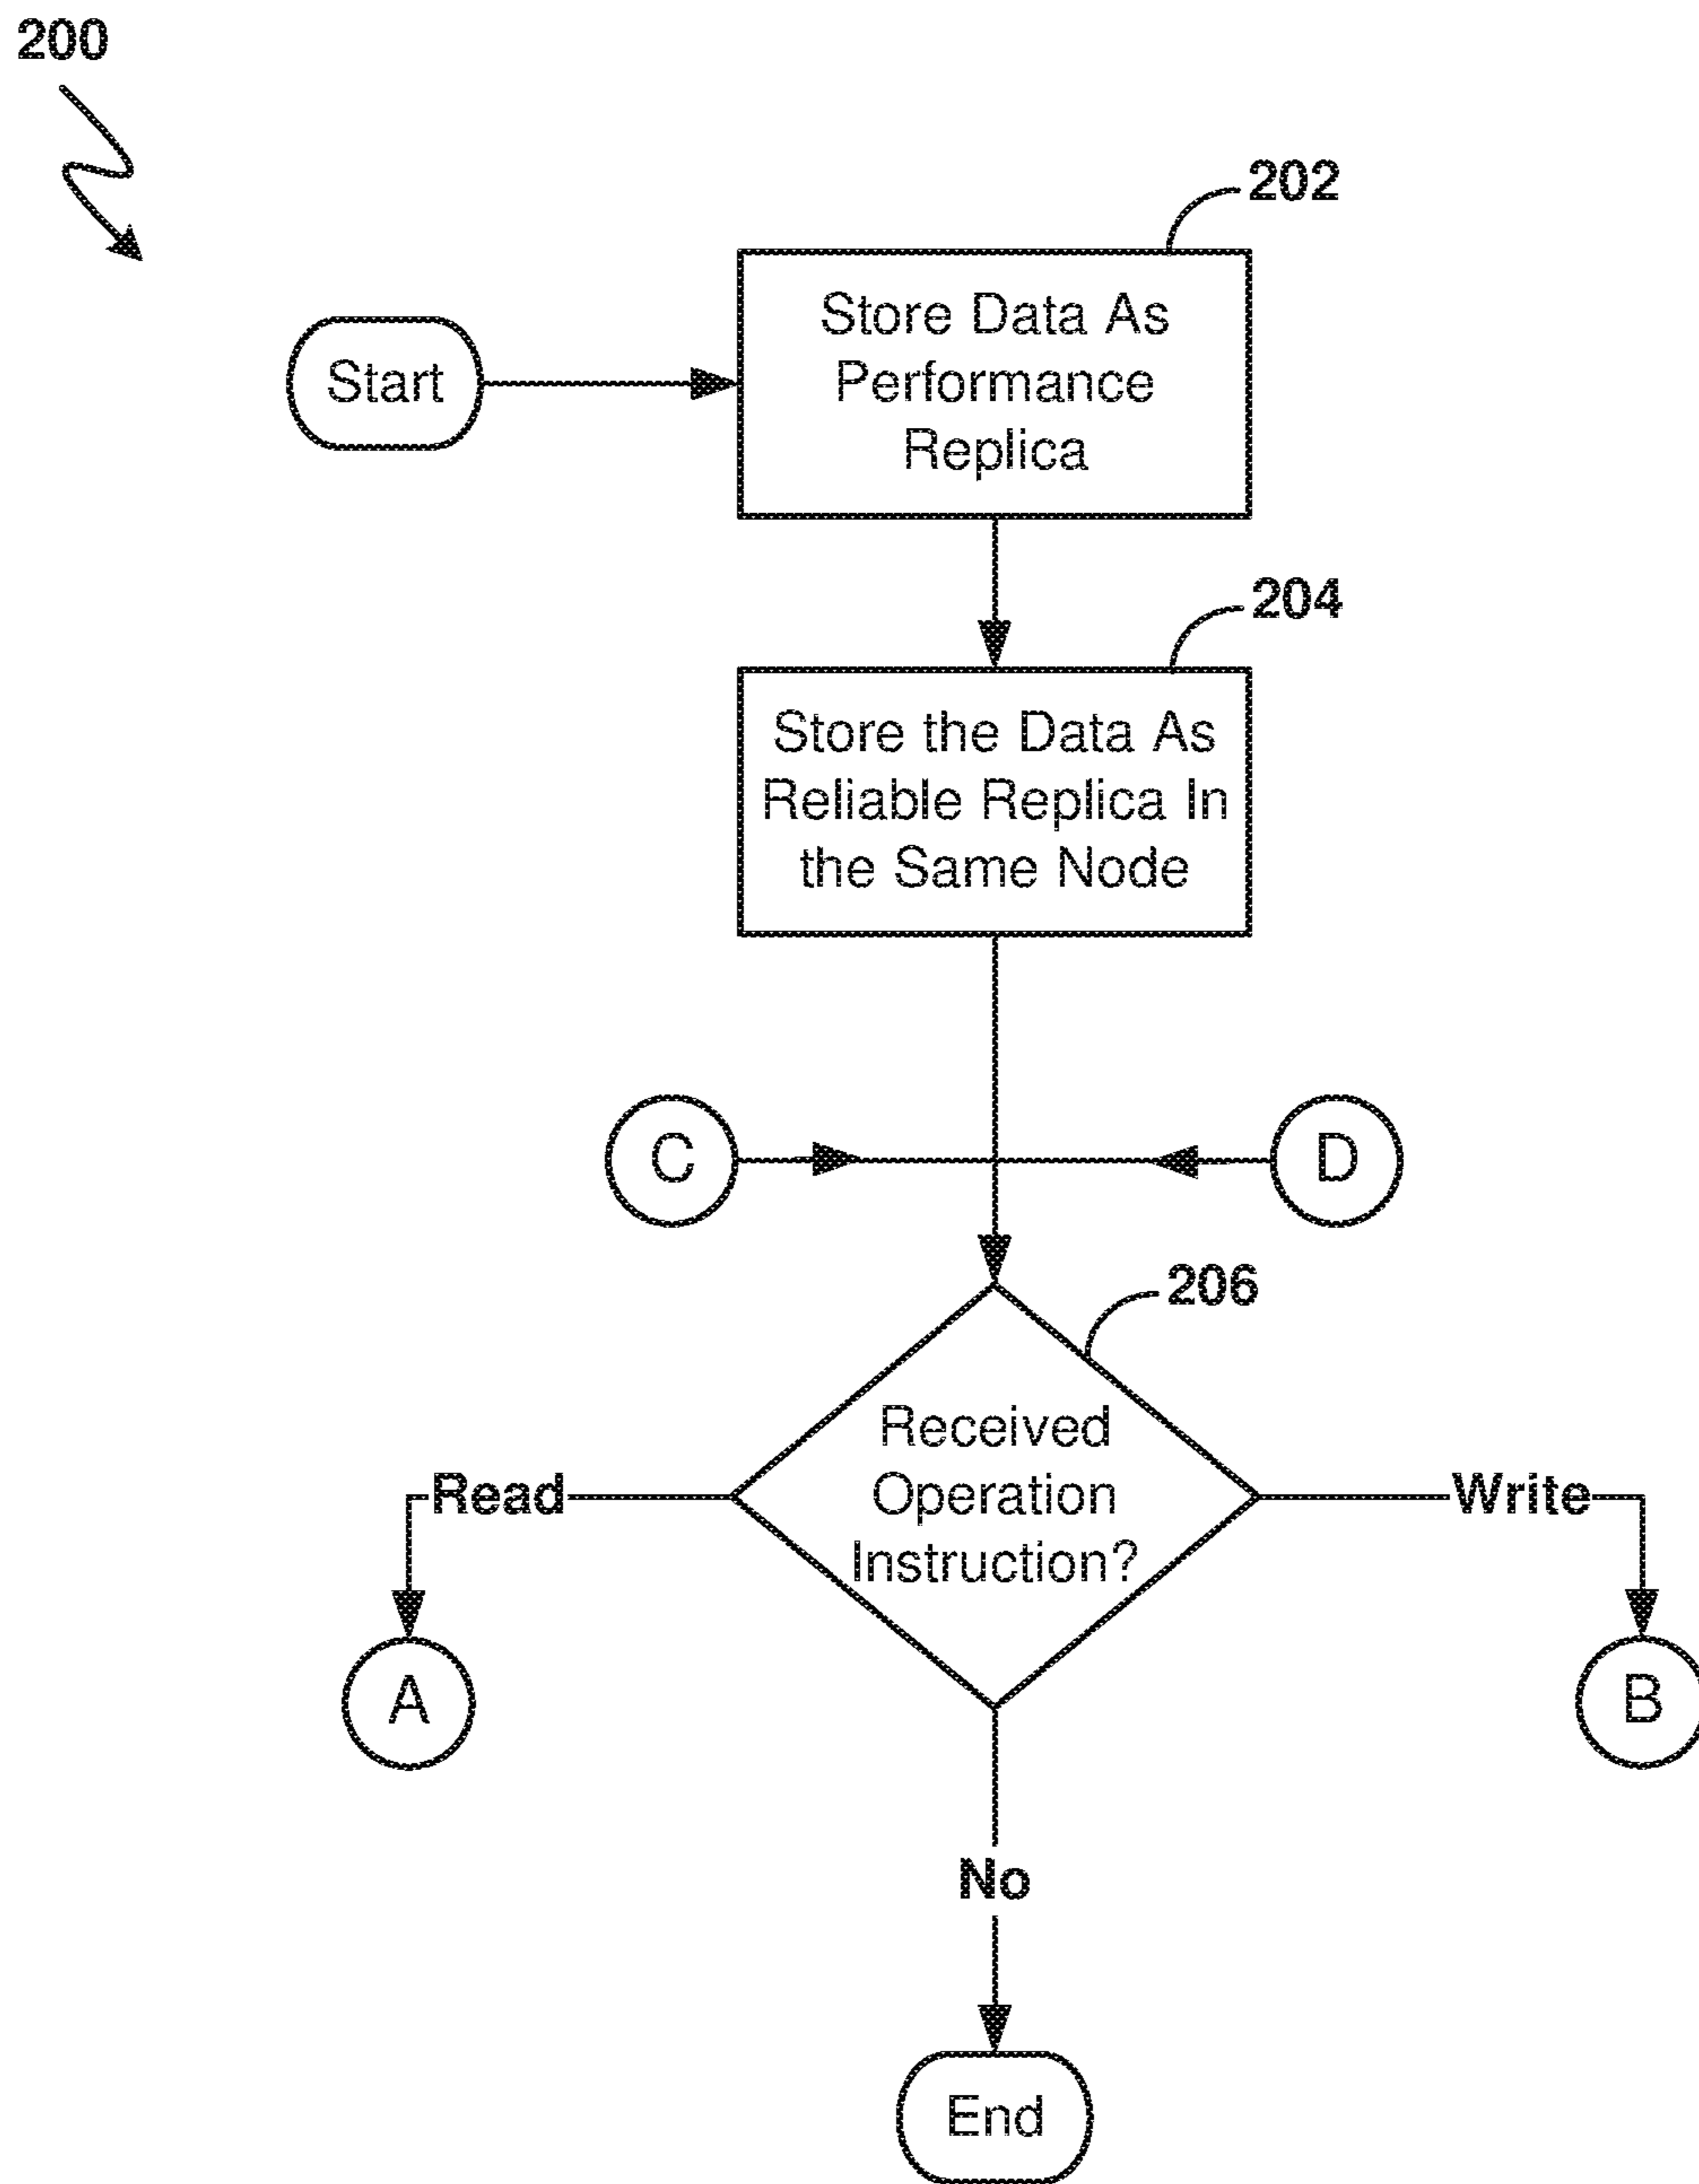 200
202
Store Data As
Performance
Replica
Start
204
Store the Data As
Reliable Replica In
the Same Node
C
D
206
Received
Operation
Instruction?
Read
Write
A
B
No
End